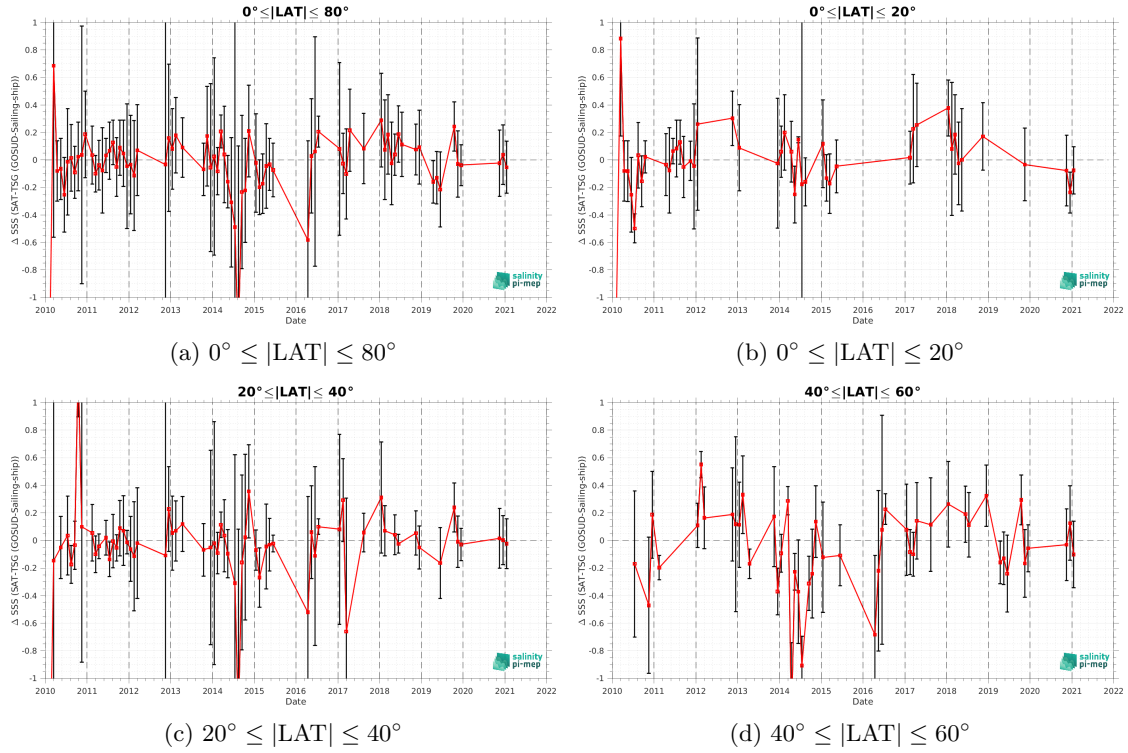 0°≤|LAT|≤ 80°
Δ SSS (SAT-TSG (GOSUD-Sailing-ship))
1
0.8
0.6
0.4
0.2
0
-0.2
-0.4
-0.6
-0.8
-1
2010 2011 2012 2013 2014 2015 2016 2017 2018 2019 2020 2021 2022
Date
salinity
pi-mep
(a) 0° ≤ |LAT| ≤ 80°
0°≤|LAT|≤ 20°
Δ SSS (SAT-TSG (GOSUD-Sailing-ship))
1
0.8
0.6
0.4
0.2
0
-0.2
-0.4
-0.6
-0.8
-1
2010 2011 2012 2013 2014 2015 2016 2017 2018 2019 2020 2021 2022
Date
salinity
pi-mep
(b) 0° ≤ |LAT| ≤ 20°
20°≤|LAT|≤ 40°
Δ SSS (SAT-TSG (GOSUD-Sailing-ship))
1
0.8
0.6
0.4
0.2
0
-0.2
-0.4
-0.6
-0.8
-1
2010 2011 2012 2013 2014 2015 2016 2017 2018 2019 2020 2021 2022
Date
salinity
pi-mep
(c) 20° ≤ |LAT| ≤ 40°
40°≤|LAT|≤ 60°
Δ SSS (SAT-TSG (GOSUD-Sailing-ship))
1
0.8
0.6
0.4
0.2
0
-0.2
-0.4
-0.6
-0.8
-1
2010 2011 2012 2013 2014 2015 2016 2017 2018 2019 2020 2021 2022
Date
salinity
pi-mep
(d) 40° ≤ |LAT| ≤ 60°